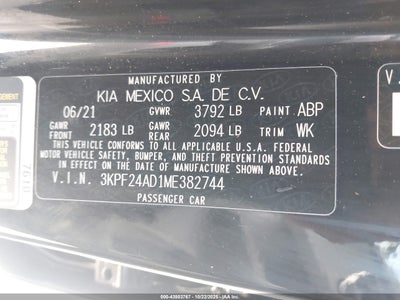 MANUFACTURED BY
KIA MEXICO S.A. DE C.V.
06/21 GVWR 3792 LB PAINT ABP
GAWR FRONT 2183 LB GAWR REAR 2094 LB TRIM WK
THIS VEHICLE CONFORMS TO ALL APPLICABLE U.S.A. FEDERAL
MOTOR VEHICLE SAFETY, BUMPER, AND THEFT PREVENTION STANDARDS
IN EFFECT ON THE DATE OF MANUFACTURE SHOWN ABOVE.
V.I.N. 3KPF24AD1ME382744
PASSENGER CAR
V.